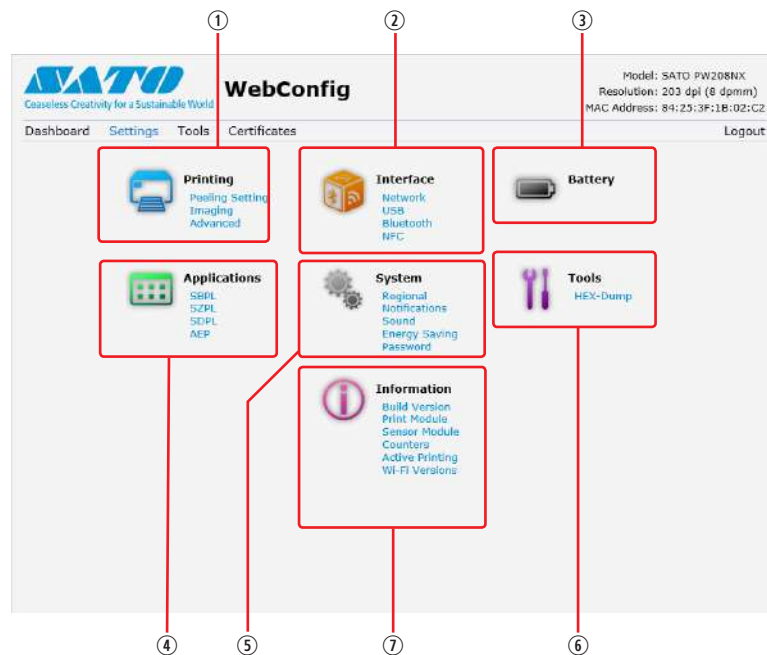 ① ② ③
SATO
Ceaseless Creativity for a Sustainable World
WebConfig
Model: SATO PW208NX
Resolution: 203 dpi (8 dpmm)
MAC Address: 84:25:3F:1B:02:C2
Dashboard Settings Tools Certificates Logout
Printing
Peeling Setting
Imaging
Advanced
Interface
Network
USB
Bluetooth
NFC
Battery
Applications
SBPL
SZPL
SDPL
AEP
System
Regional
Notifications
Sound
Energy Saving
Password
Tools
HEX-Dump
Information
Build Version
Print Module
Sensor Module
Counters
Active Printing
Wi-Fi Versions
④ ⑤ ⑦ ⑥